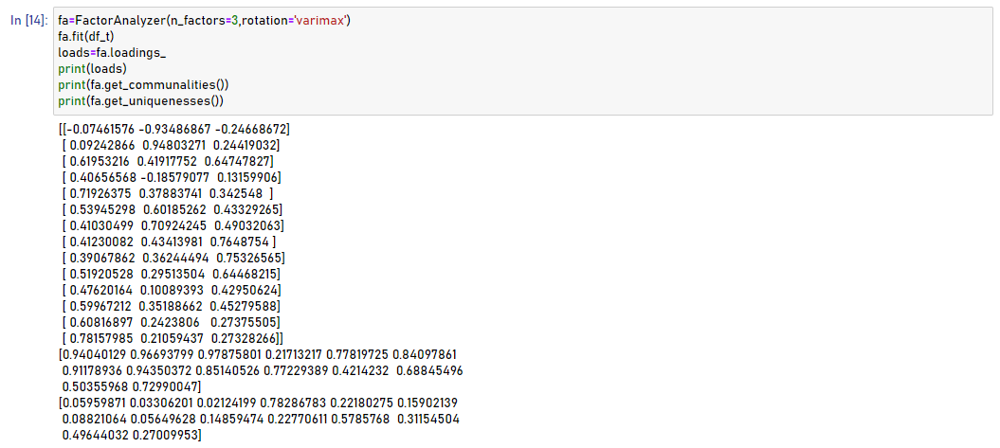 In [14]: fa=FactorAnalyzer(n_factors=3,rotation='varimax')
fa.fit(df_t)
loads=fa.loadings_
print(loads)
print(fa.get_communalities())
print(fa.get_uniquenesses())
[[-0.07461576 -0.93486867 -0.24668672]
[ 0.09242866 0.94803271 0.24419032]
[ 0.61953216 0.41917752 0.64747827]
[ 0.40656568 -0.18579077 0.13159906]
[ 0.71926375 0.37883741 0.342548 ]
[ 0.53945298 0.60185262 0.43329265]
[ 0.41030499 0.70924245 0.49032063]
[ 0.41230082 0.43413981 0.7648754 ]
[ 0.39067862 0.36244494 0.75326565]
[ 0.51920528 0.29513504 0.64468215]
[ 0.47620164 0.10089393 0.42950624]
[ 0.59967212 0.35188662 0.45279588]
[ 0.60816897 0.2423806 0.27375505]
[ 0.78157985 0.21059437 0.27328266]]
[0.94040129 0.96693799 0.97875801 0.21713217 0.77819725 0.84097861
0.91178936 0.94350372 0.85140526 0.77229389 0.4214232 0.68845496
0.50355968 0.72990047]
[0.05959871 0.03306201 0.02124199 0.78286783 0.22180275 0.15902139
0.08821064 0.05649628 0.14859474 0.22770611 0.5785768 0.31154504
0.49644032 0.27009953]